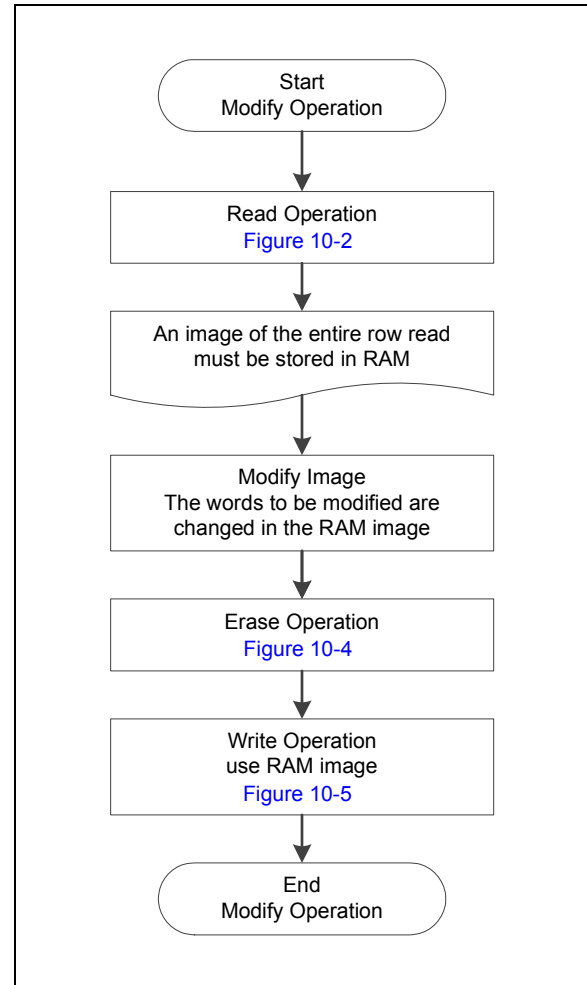 Start
Modify Operation
Read Operation
Figure 10-2
An image of the entire row read
must be stored in RAM
Modify Image
The words to be modified are
changed in the RAM image
Erase Operation
Figure 10-4
Write Operation
use RAM image
Figure 10-5
End
Modify Operation